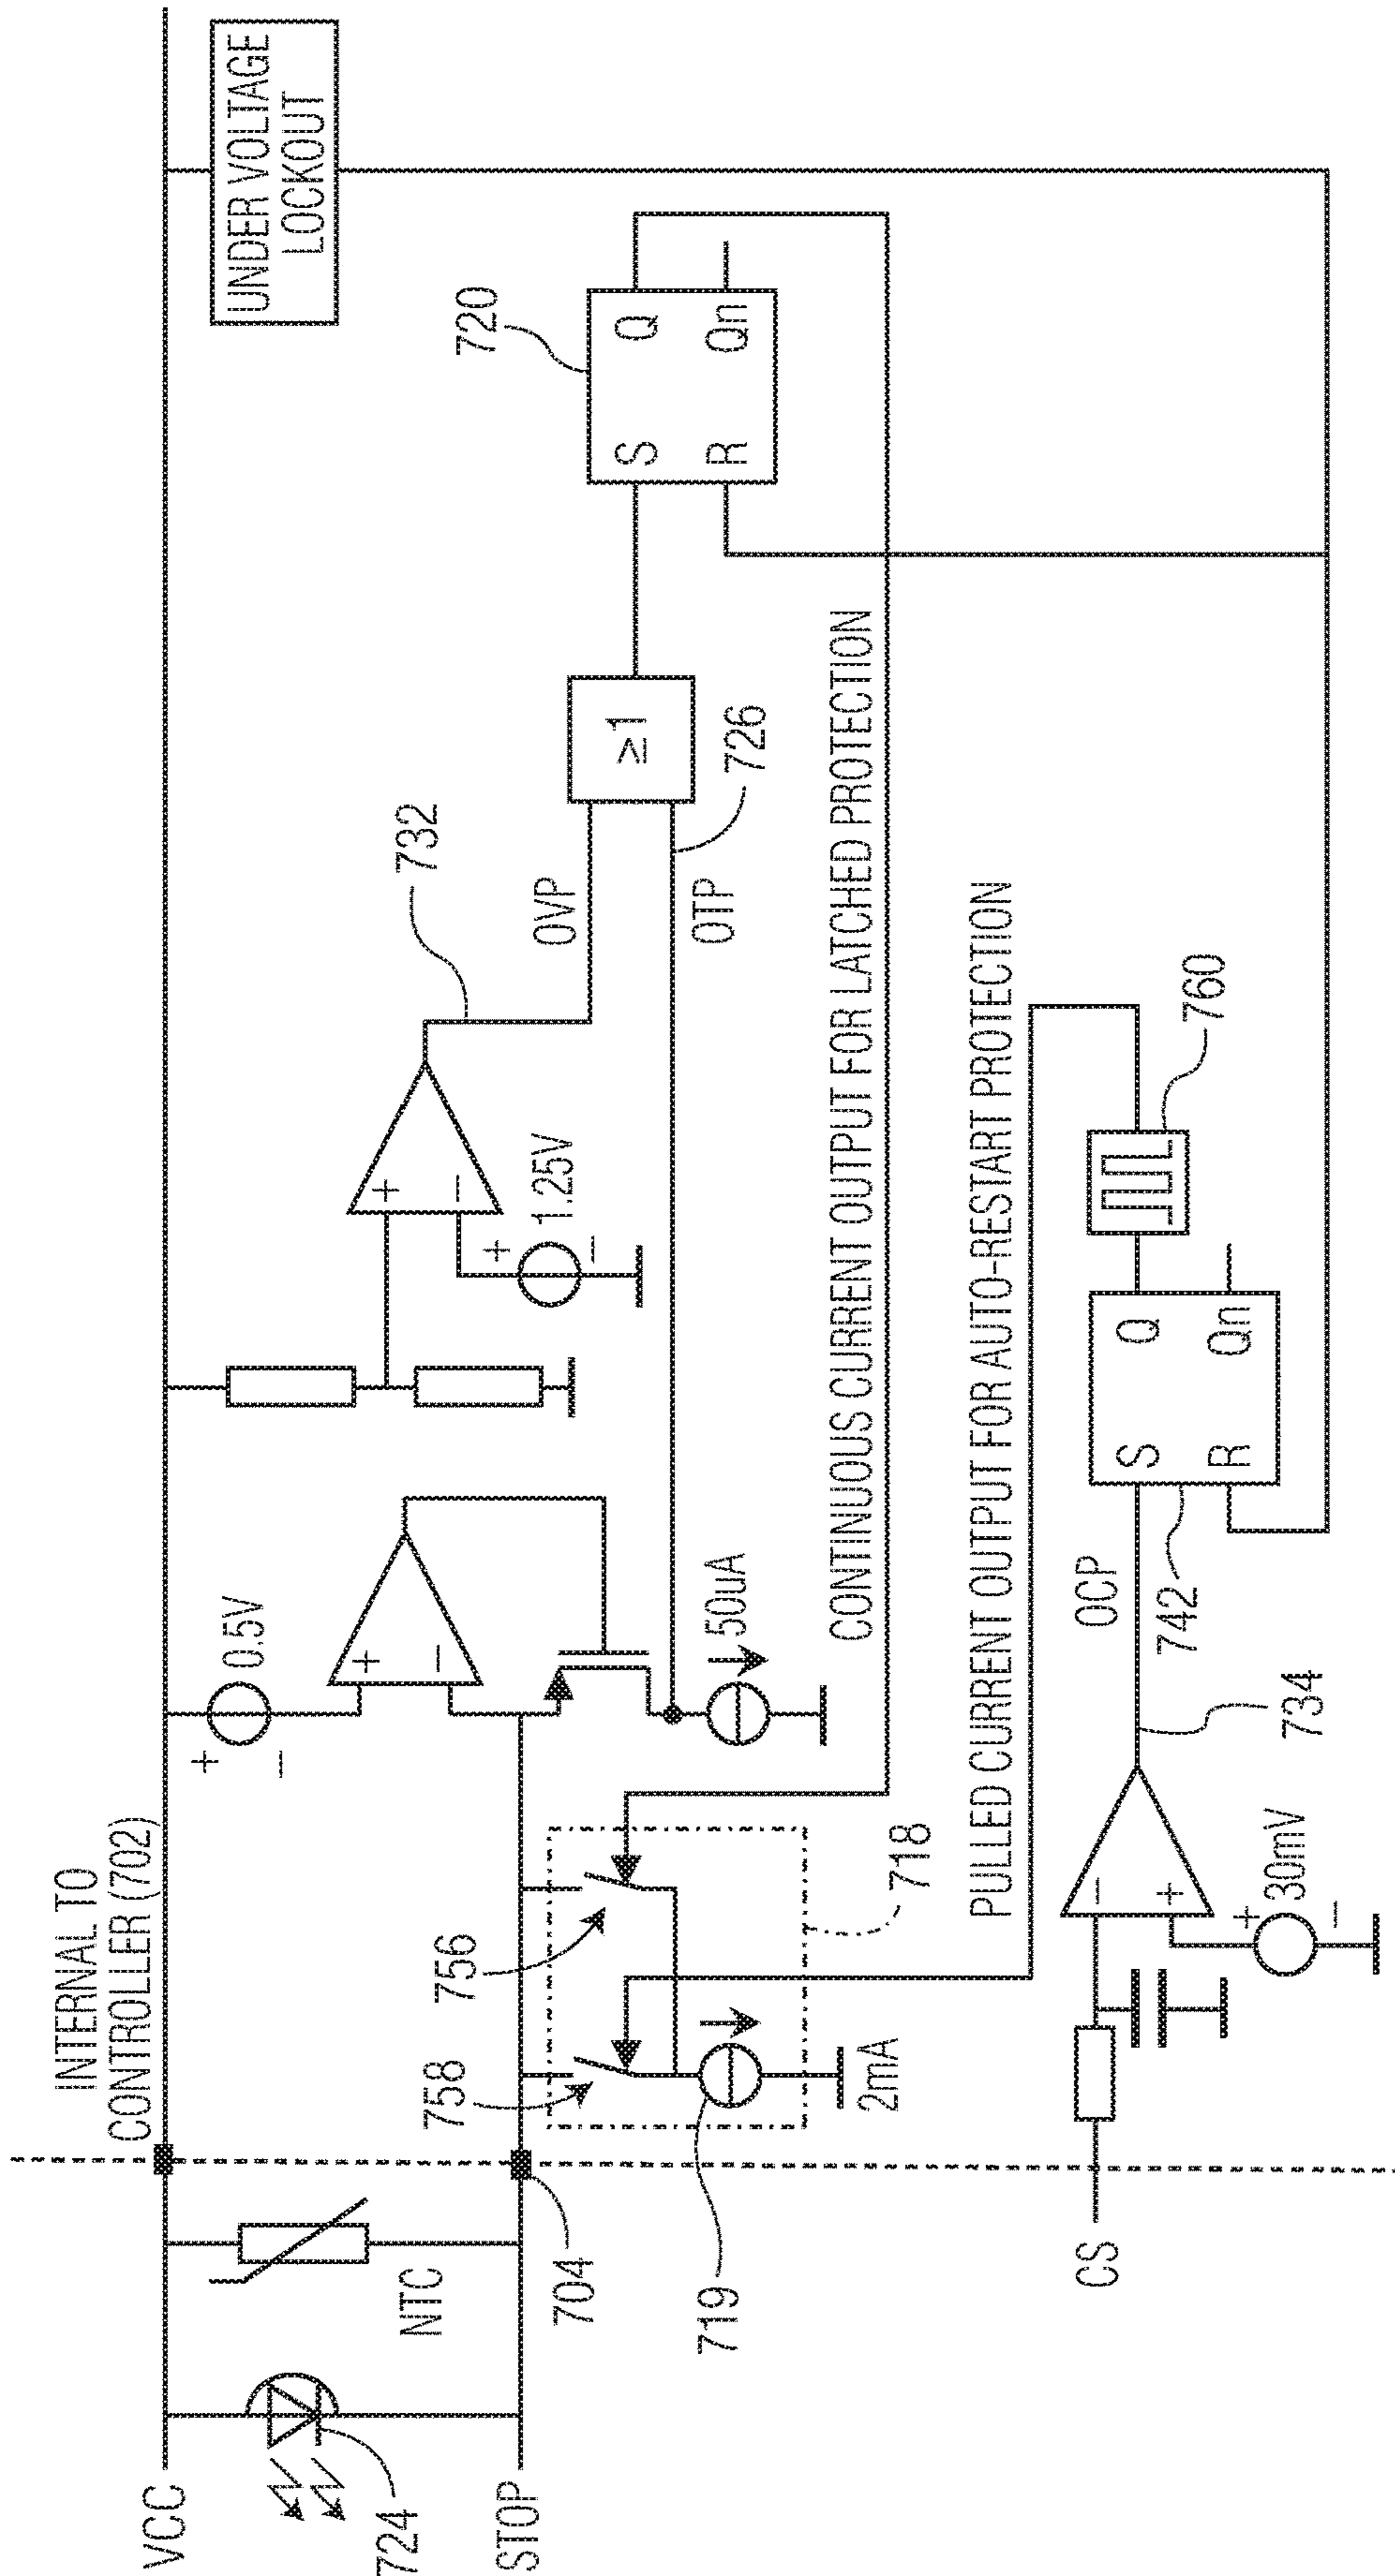 INTERNAL TO
CONTROLLER (702)
UNDER VOLTAGE
LOCKOUT
VCC
724
STOP
NTC
704
+
−
0.5V
+
−
50uA
758
756
719
718
2mA
+
−
+
−
1.25V
732
OVP
OTP
≥1
726
720
S
Q
R
Qn
CONTINUOUS CURRENT OUTPUT FOR LATCHED PROTECTION
PULLED CURRENT OUTPUT FOR AUTO-RESTART PROTECTION
CS
−
+
+
−
30mV
734
OCP
742
S
Q
R
Qn
760